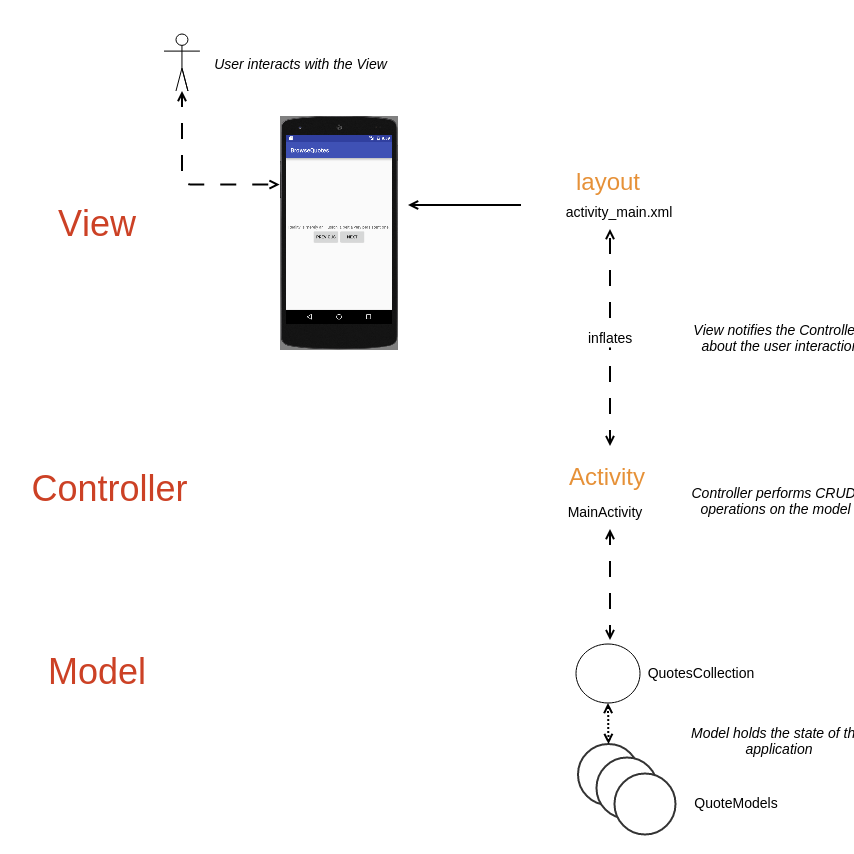 User interacts with the View
BrowseQuotes
layout
activity_main.xml
View
PREVIOUS NEXT
View notifies the Controlle
inflates
about the user interaction
Controller
Activity
Controller performs CRUD
operations on the model
MainActivity
Model
QuotesCollection
Model holds the state of th
application
QuoteModels